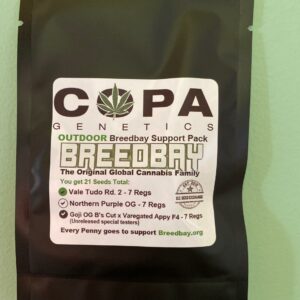 COPA
GENETICS
OUTDOOR Breedbay Support Pack
BREEDBAY
The Original Global Cannabis Family
You get 21 Seeds Total:
Vale Tudo Rd. 2 - 7 Regs
Northern Purple OG - 7 Regs
Goji OG B's Cut x Varegated Appy F4 - 7 Regs
(Unreleased special testers)
Every Penny goes to support Breedbay.org